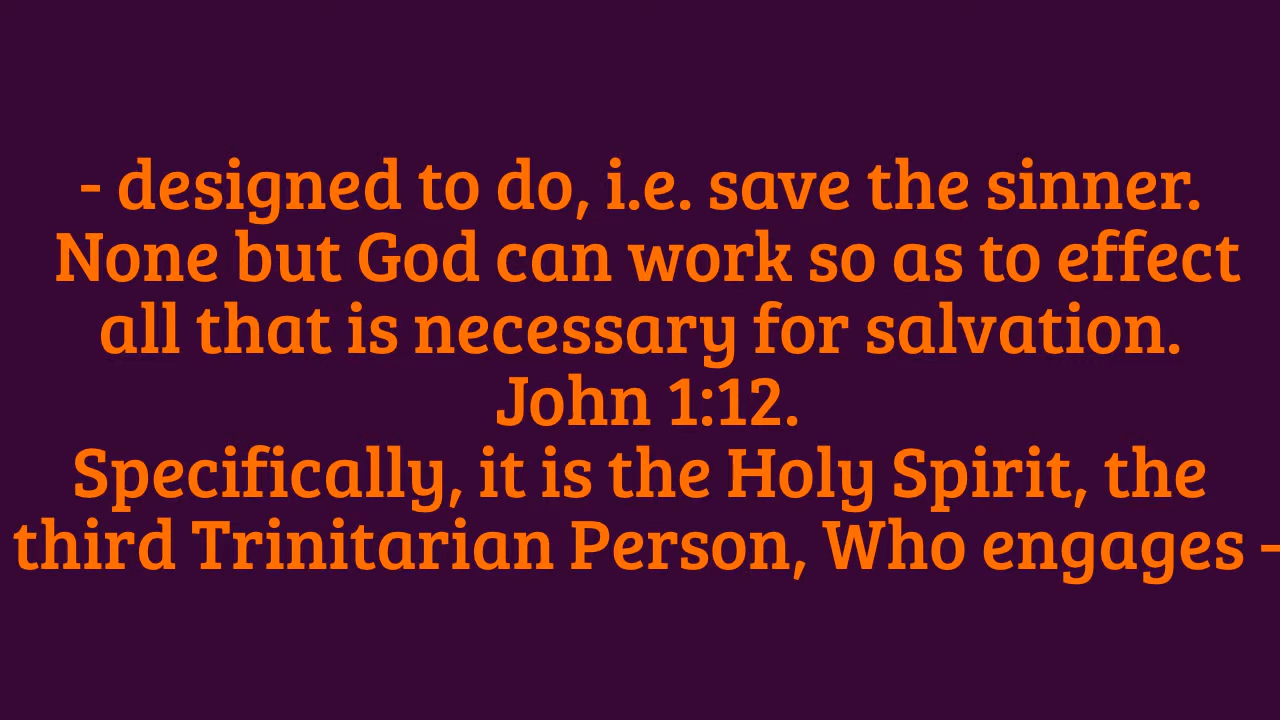 - designed to do, i.e. save the sinner.
None but God can work so as to effect
all that is necessary for salvation.
John 1:12.
Specifically, it is the Holy Spirit, the
third Trinitarian Person, Who engages -